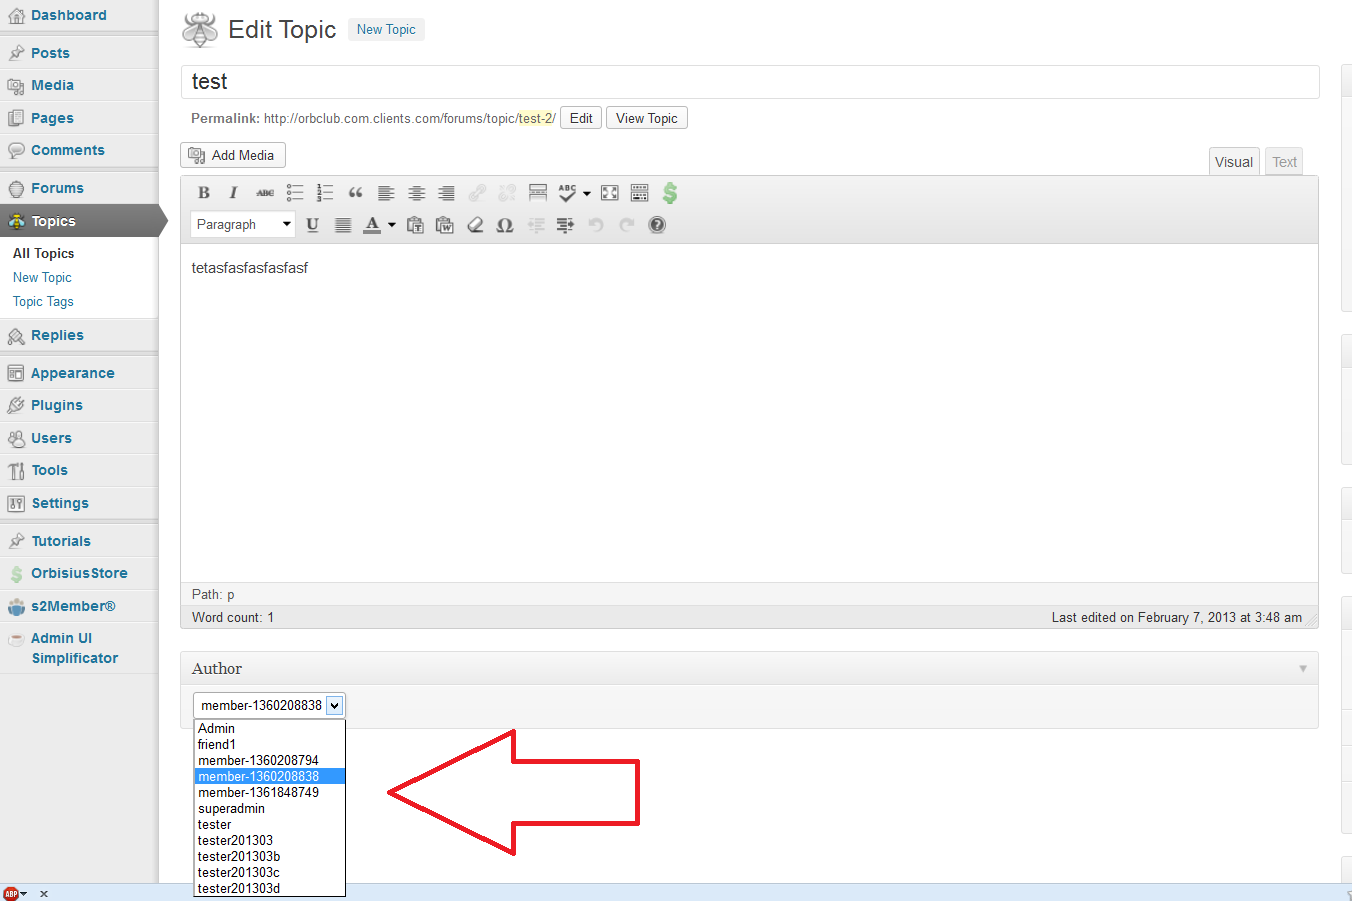 Dashboard
Posts
Media
Pages
Comments
Forums
Topics
All Topics
New Topic
Topic Tags
Replies
Appearance
Plugins
Users
Tools
Settings
Tutorials
OrbisiusStore
s2Member®
Admin UI
Simplificator
Edit Topic New Topic
test
Permalink: http://orbclub.com.clients.com/forums/topic/test-2/ Edit View Topic
Add Media
Visual Text
B I ABC ABC
Paragraph U A
tetasfasfasfasfasf
Path: p
Word count: 1 Last edited on February 7, 2013 at 3:48 am
Author
member-1360208838
Admin
friend1
member-1360208794
member-1360208838
member-1361848749
superadmin
tester
tester201303
tester201303b
tester201303c
tester201303d
ABP